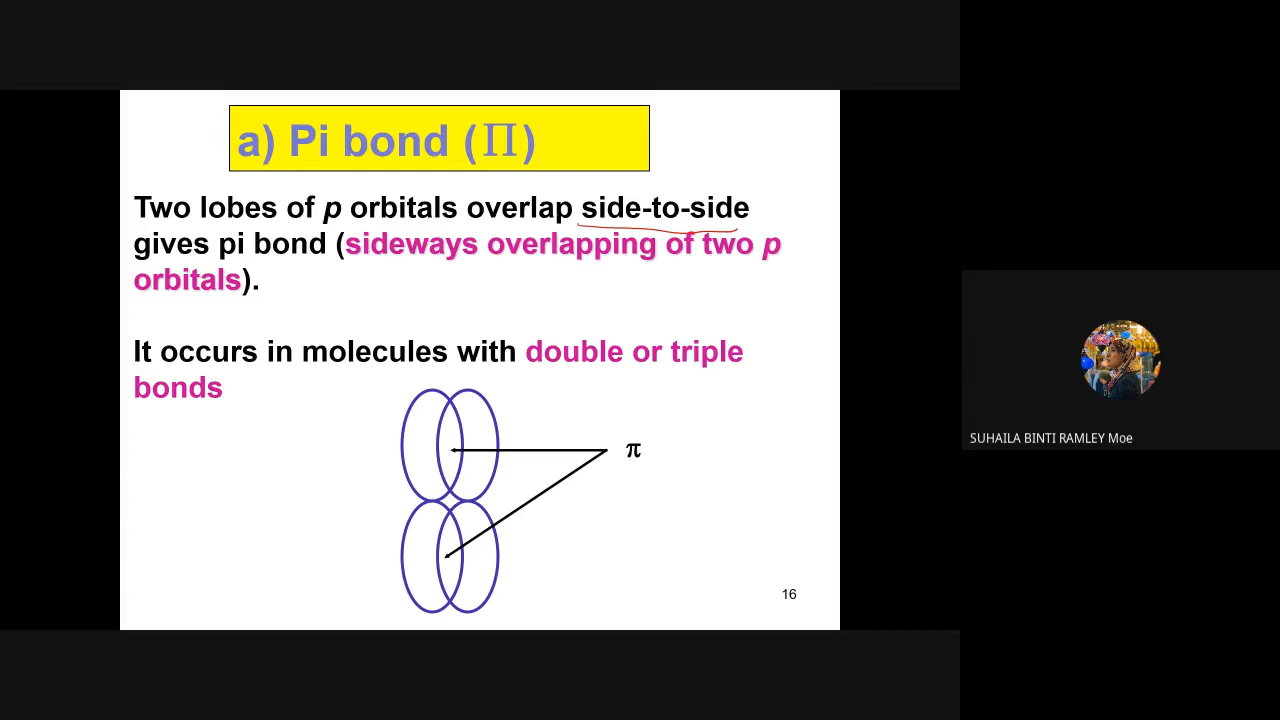 a) Pi bond (Π)
Two lobes of p orbitals overlap side-to-side
gives pi bond (sideways overlapping of two p
orbitals).
It occurs in molecules with double or triple
bonds
π
16
SUHAILA BINTI RAMLEY Moe